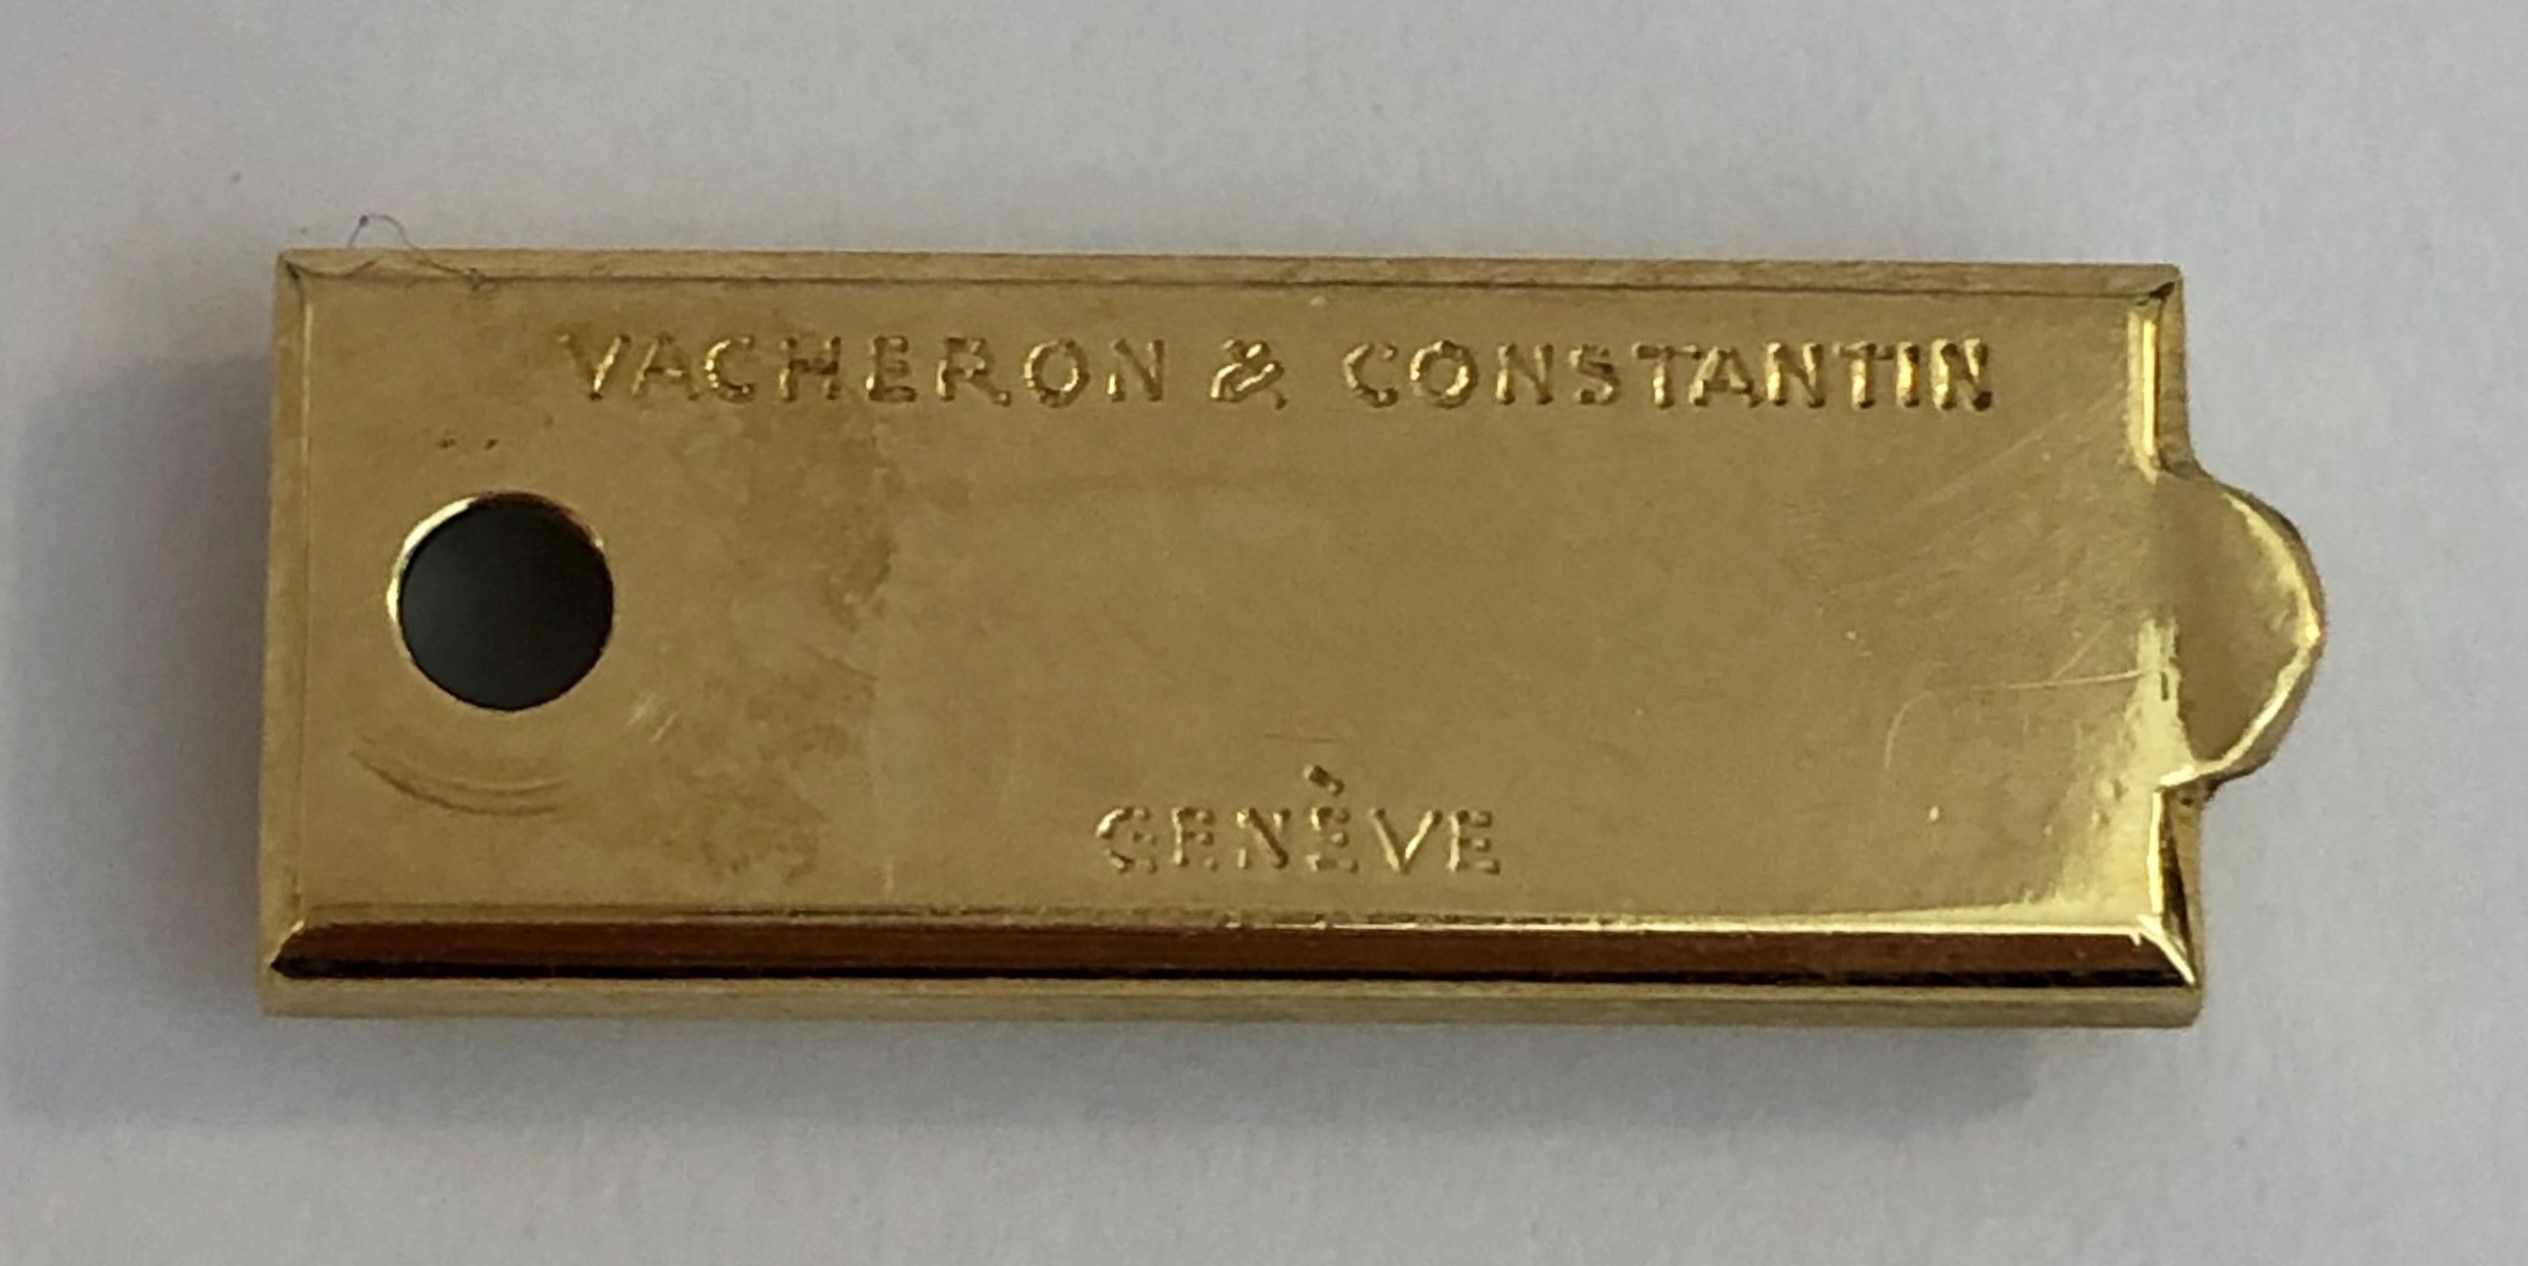 VACHERON & CONSTANTIN
GENÈVE